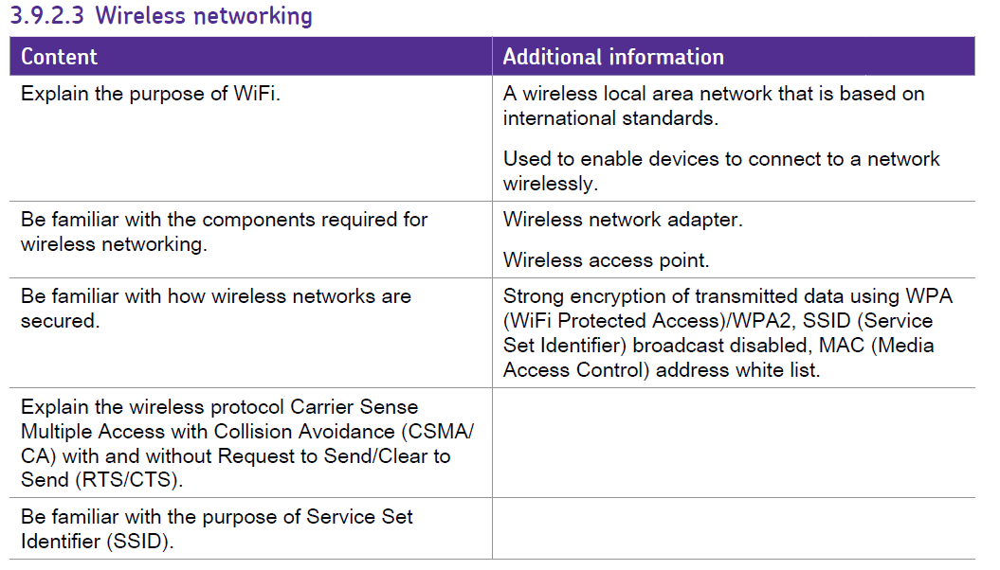 3.9.2.3 Wireless networking
Content
Additional information
Explain the purpose of WiFi.
A wireless local area network that is based on
international standards.
Used to enable devices to connect to a network
wirelessly.
Be familiar with the components required for
wireless networking.
Wireless network adapter.
Wireless access point.
Be familiar with how wireless networks are
secured.
Strong encryption of transmitted data using WPA
(WiFi Protected Access)/WPA2, SSID (Service
Set Identifier) broadcast disabled, MAC (Media
Access Control) address white list.
Explain the wireless protocol Carrier Sense
Multiple Access with Collision Avoidance (CSMA/
CA) with and without Request to Send/Clear to
Send (RTS/CTS).
Be familiar with the purpose of Service Set
Identifier (SSID).